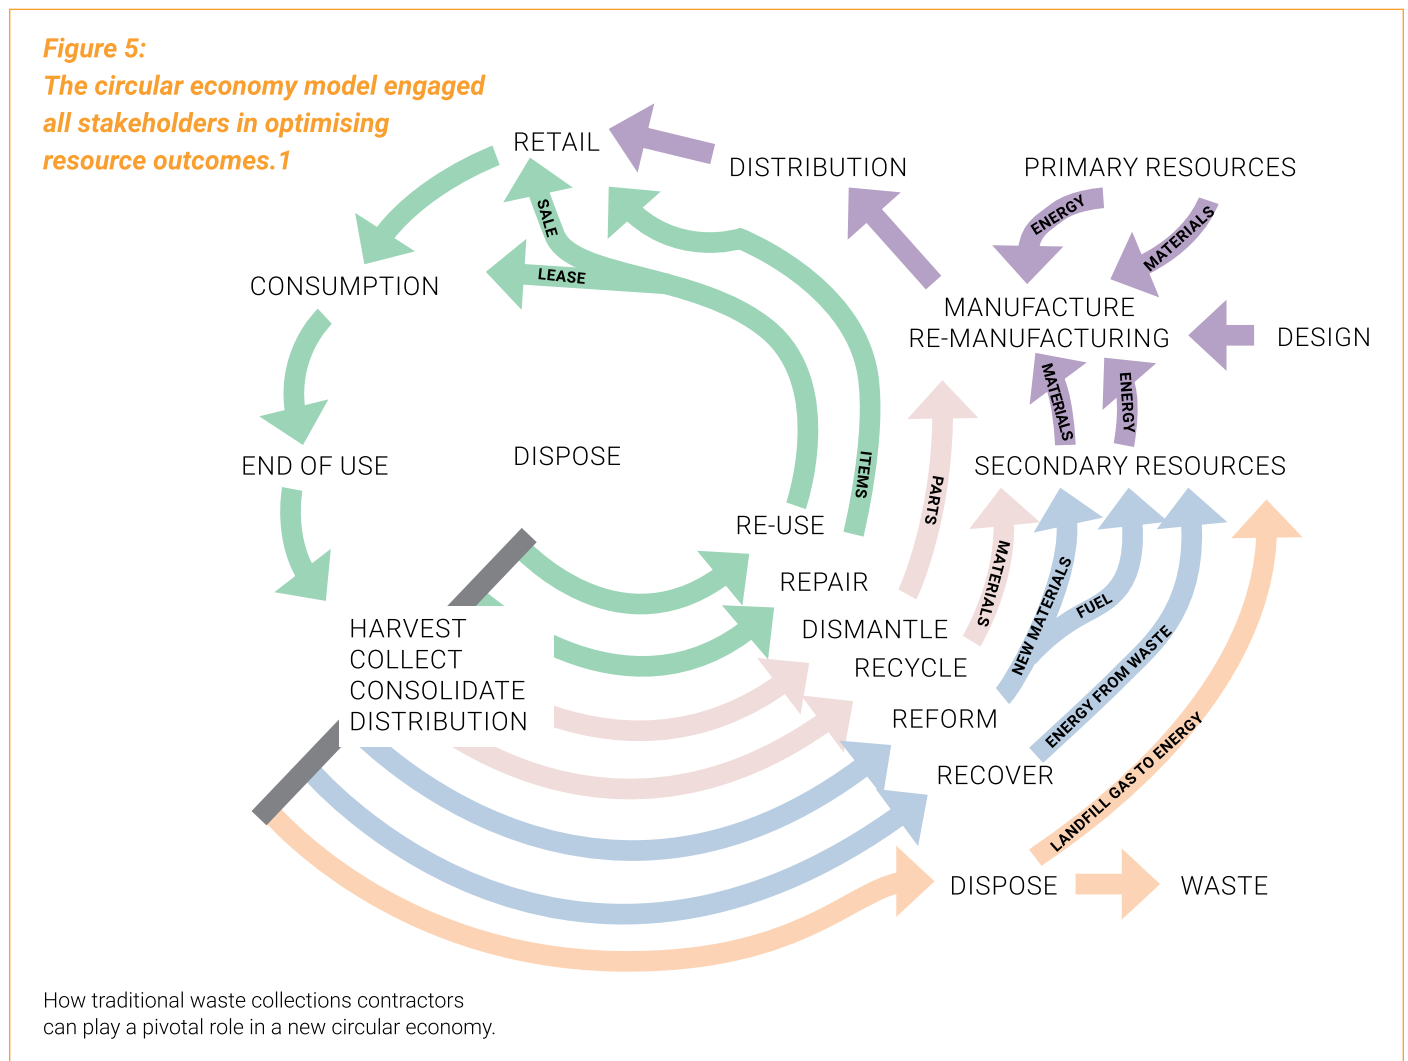 Figure 5:
The circular economy model engaged
all stakeholders in optimising
resource outcomes.1
RETAIL
DISTRIBUTION
PRIMARY RESOURCES
ENERGY
MATERIALS
SALE
LEASE
CONSUMPTION
MANUFACTURE
RE-MANUFACTURING
DESIGN
MATERIALS
ENERGY
END OF USE
DISPOSE
ITEMS
PARTS
SECONDARY RESOURCES
RE-USE
REPAIR
MATERIALS
NEW MATERIALS
FUEL
ENERGY FROM WASTE
LANDFILL GAS TO ENERGY
HARVEST
COLLECT
CONSOLIDATE
DISTRIBUTION
DISMANTLE
RECYCLE
REFORM
RECOVER
DISPOSE
WASTE
How traditional waste collections contractors
can play a pivotal role in a new circular economy.